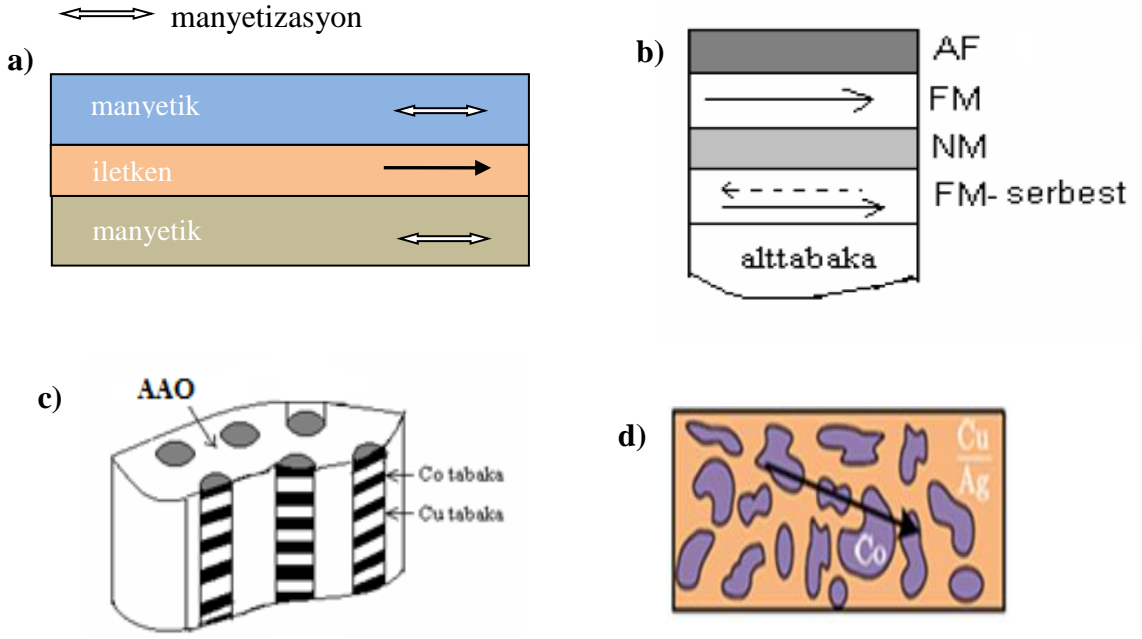 manyetizasyon
a)
manyetik
iletken
manyetik
b)
AF
FM
NM
FM- serbest
alttabaka
c)
AAO
Co tabaka
Cu tabaka
d)
Cu
Ag
Co